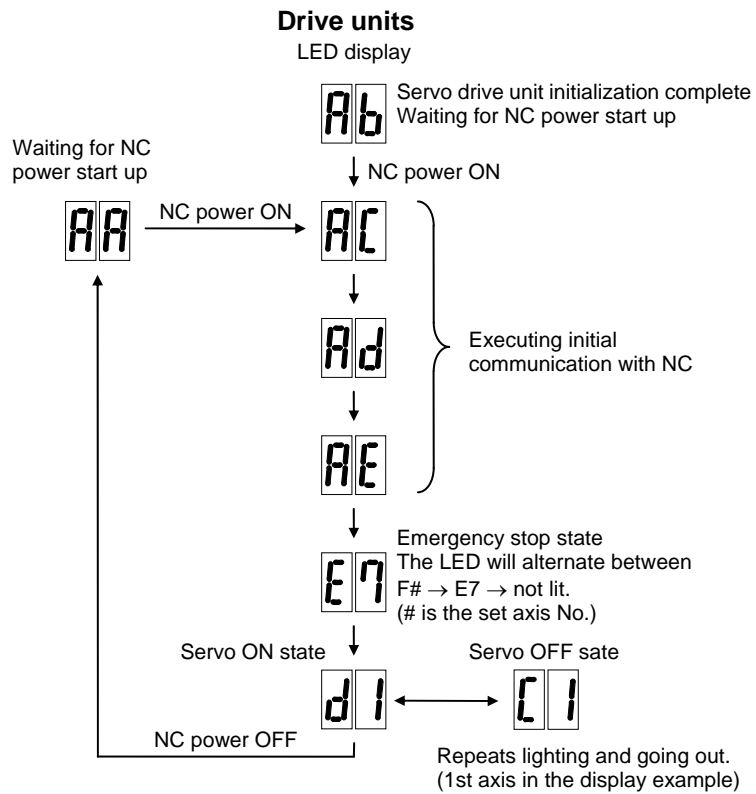 Drive units
LED display
Ab
Servo drive unit initialization complete
Waiting for NC power start up
Waiting for NC
power start up
NC power ON
AA
NC power ON
AC
Ad
Executing initial
communication with NC
AE
E7
Emergency stop state
The LED will alternate between
F# → E7 → not lit.
(# is the set axis No.)
Servo ON state
Servo OFF sate
d1
C1
NC power OFF
Repeats lighting and going out.
(1st axis in the display example)